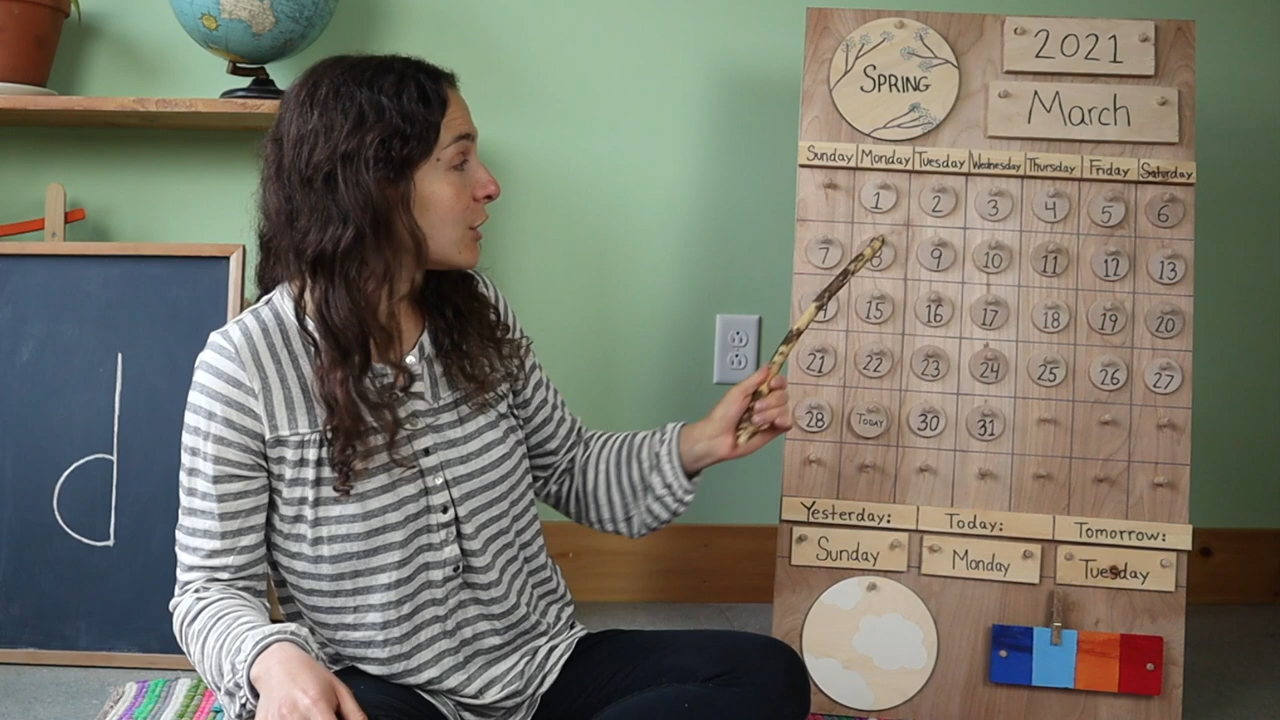 2021
SPRING
March
Sunday Monday Tuesday Wednesday Thursday Friday Saturday
1 2 3 4 5 6
7 8 9 10 11 12 13
15 16 17 18 19 20
21 22 23 24 25 26 27
28 TODAY 30 31
Yesterday: Today: Tomorrow:
Sunday Monday Tuesday
d